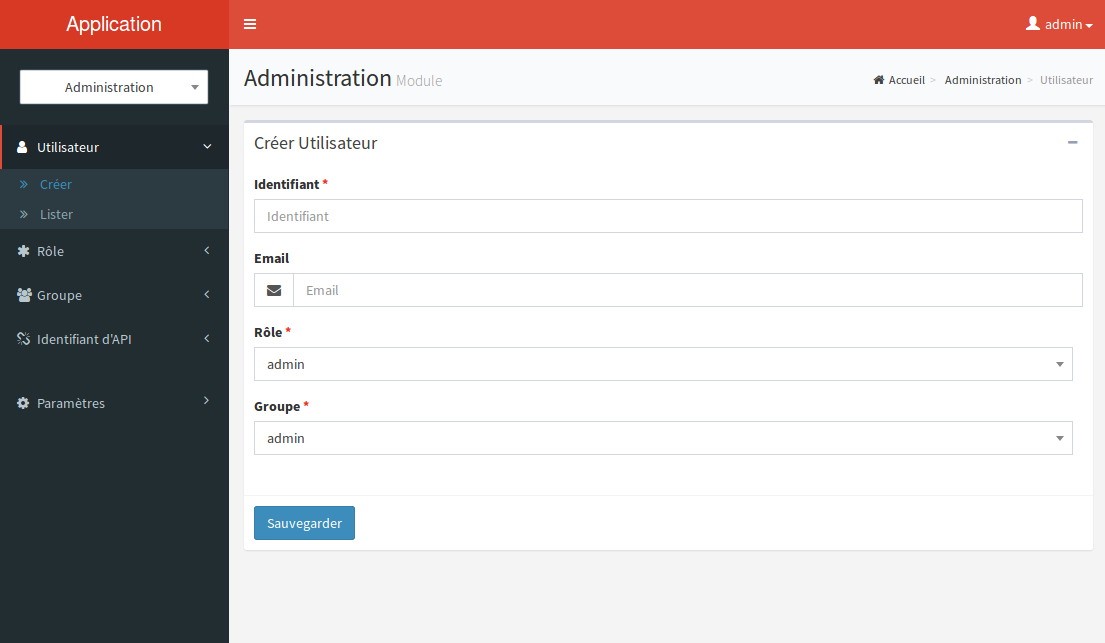 Application
admin
Administration
Utilisateur
Créer
Lister
Rôle
Groupe
Identifiant d'API
Paramètres
Administration Module
Accueil > Administration > Utilisateur
Créer Utilisateur
Identifiant *
Identifiant
Email
Email
Rôle *
admin
Groupe *
admin
Sauvegarder